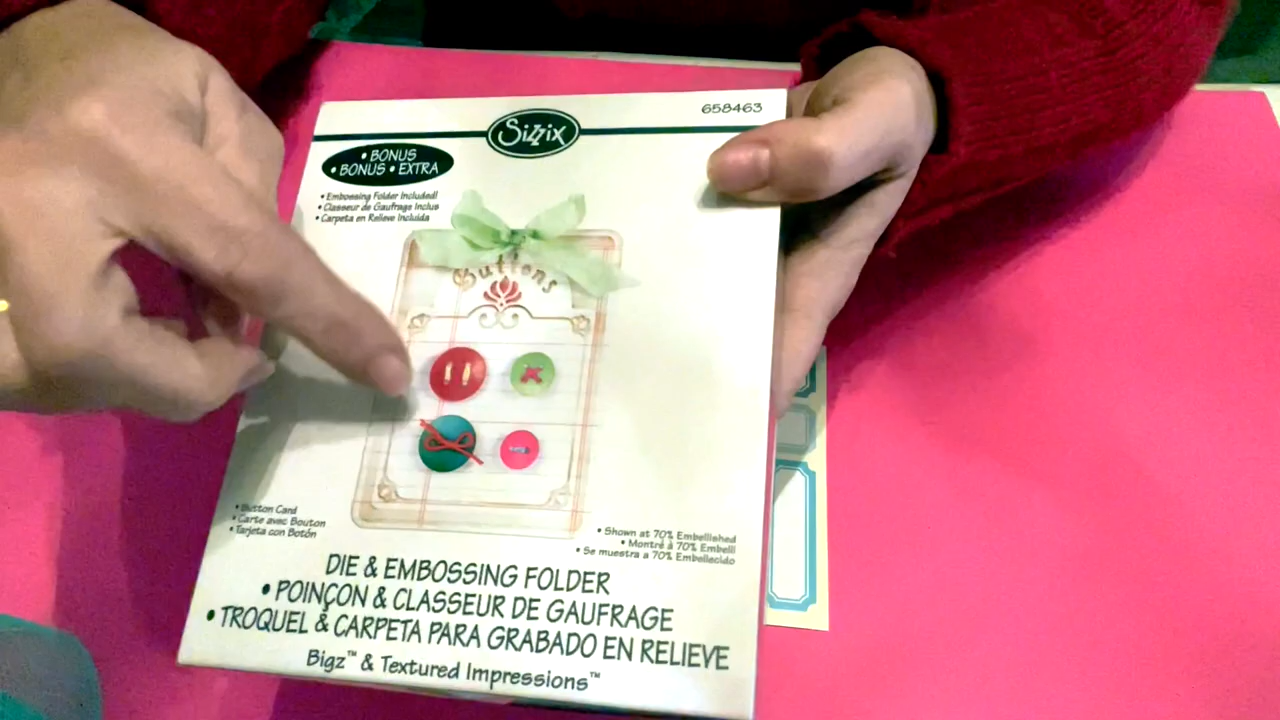 658463
Sizzix
• BONUS
• BONUS • EXTRA
• Embossing Folder Included!
• Classeur de Gaufrage Inclus
• Carpeta en Relieve Incluida
Buttons
• Button Card
• Carte avec Bouton
• Tarjeta con Botón
• Shown at 70% Embellished
• Montré à 70% Embelli
• Se muestra a 70% Embellecido
DIE & EMBOSSING FOLDER
• POINÇON & CLASSEUR DE GAUFRAGE
• TROQUEL & CARPETA PARA GRABADO EN RELIEVE
Bigz™ & Textured Impressions™